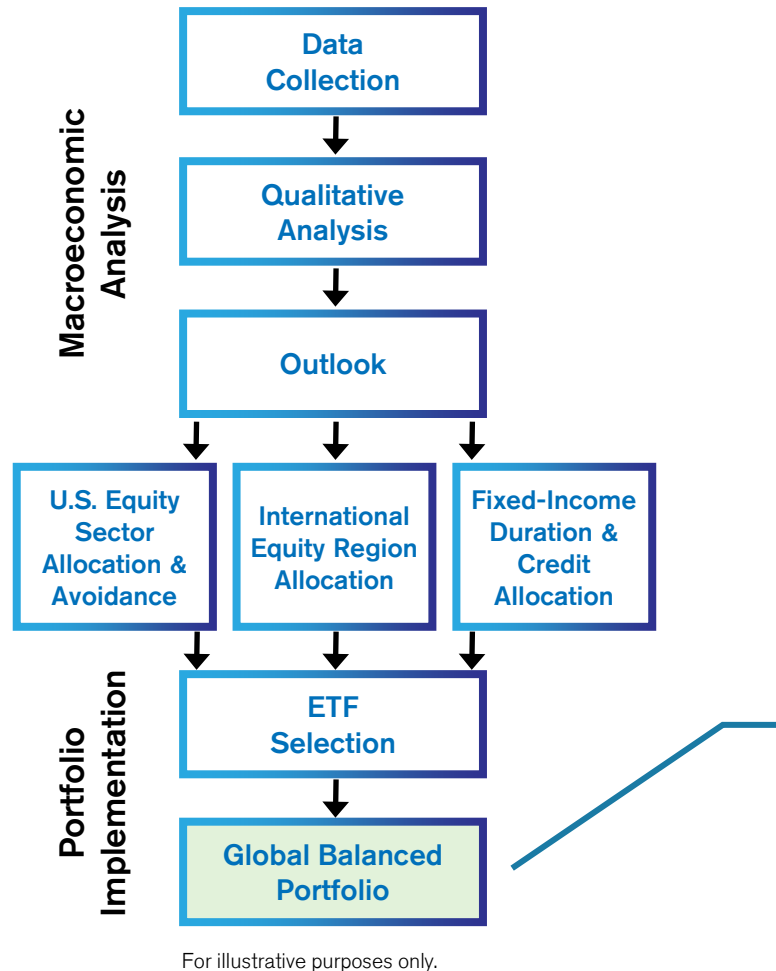 Macroeconomic
Analysis
Data
Collection
Qualitative
Analysis
Outlook
U.S. Equity
Sector
Allocation &
Avoidance
International
Equity Region
Allocation
Fixed-Income
Duration &
Credit
Allocation
Portfolio
Implementation
ETF
Selection
Global Balanced
Portfolio
For illustrative purposes only.